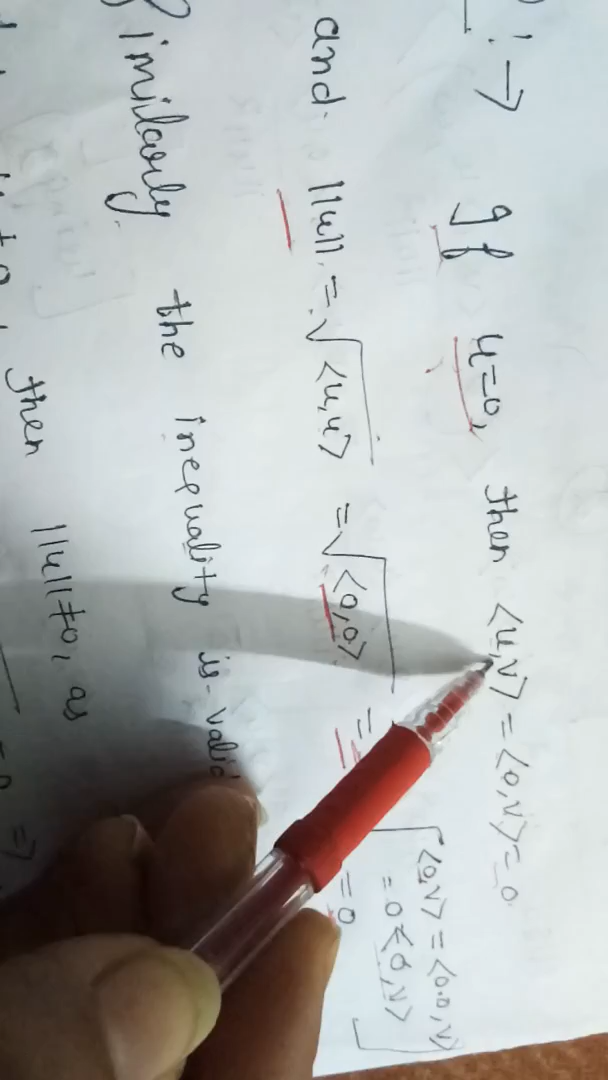 : →
If u=0, then <u,v> = <0,v> = 0
[<0,v> = <0.0,v>
= 0<0,v>
= 0
and ||u|| = √<u,u> = √<0,0> =
Similarly the inequality is valid
then ||u||≠0, as